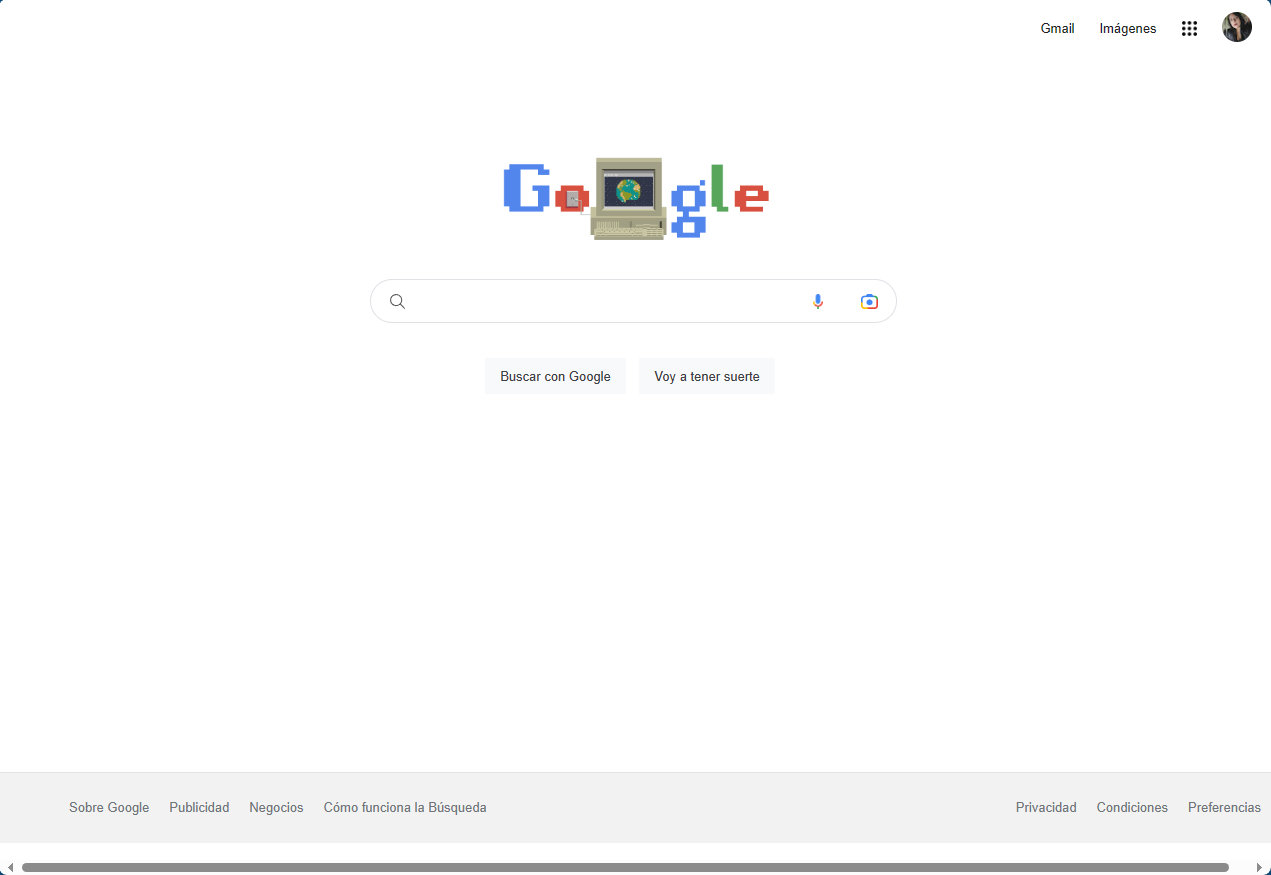 Gmail Imágenes
Google
Buscar con Google Voy a tener suerte
Sobre Google Publicidad Negocios Cómo funciona la Búsqueda Privacidad Condiciones Preferencias